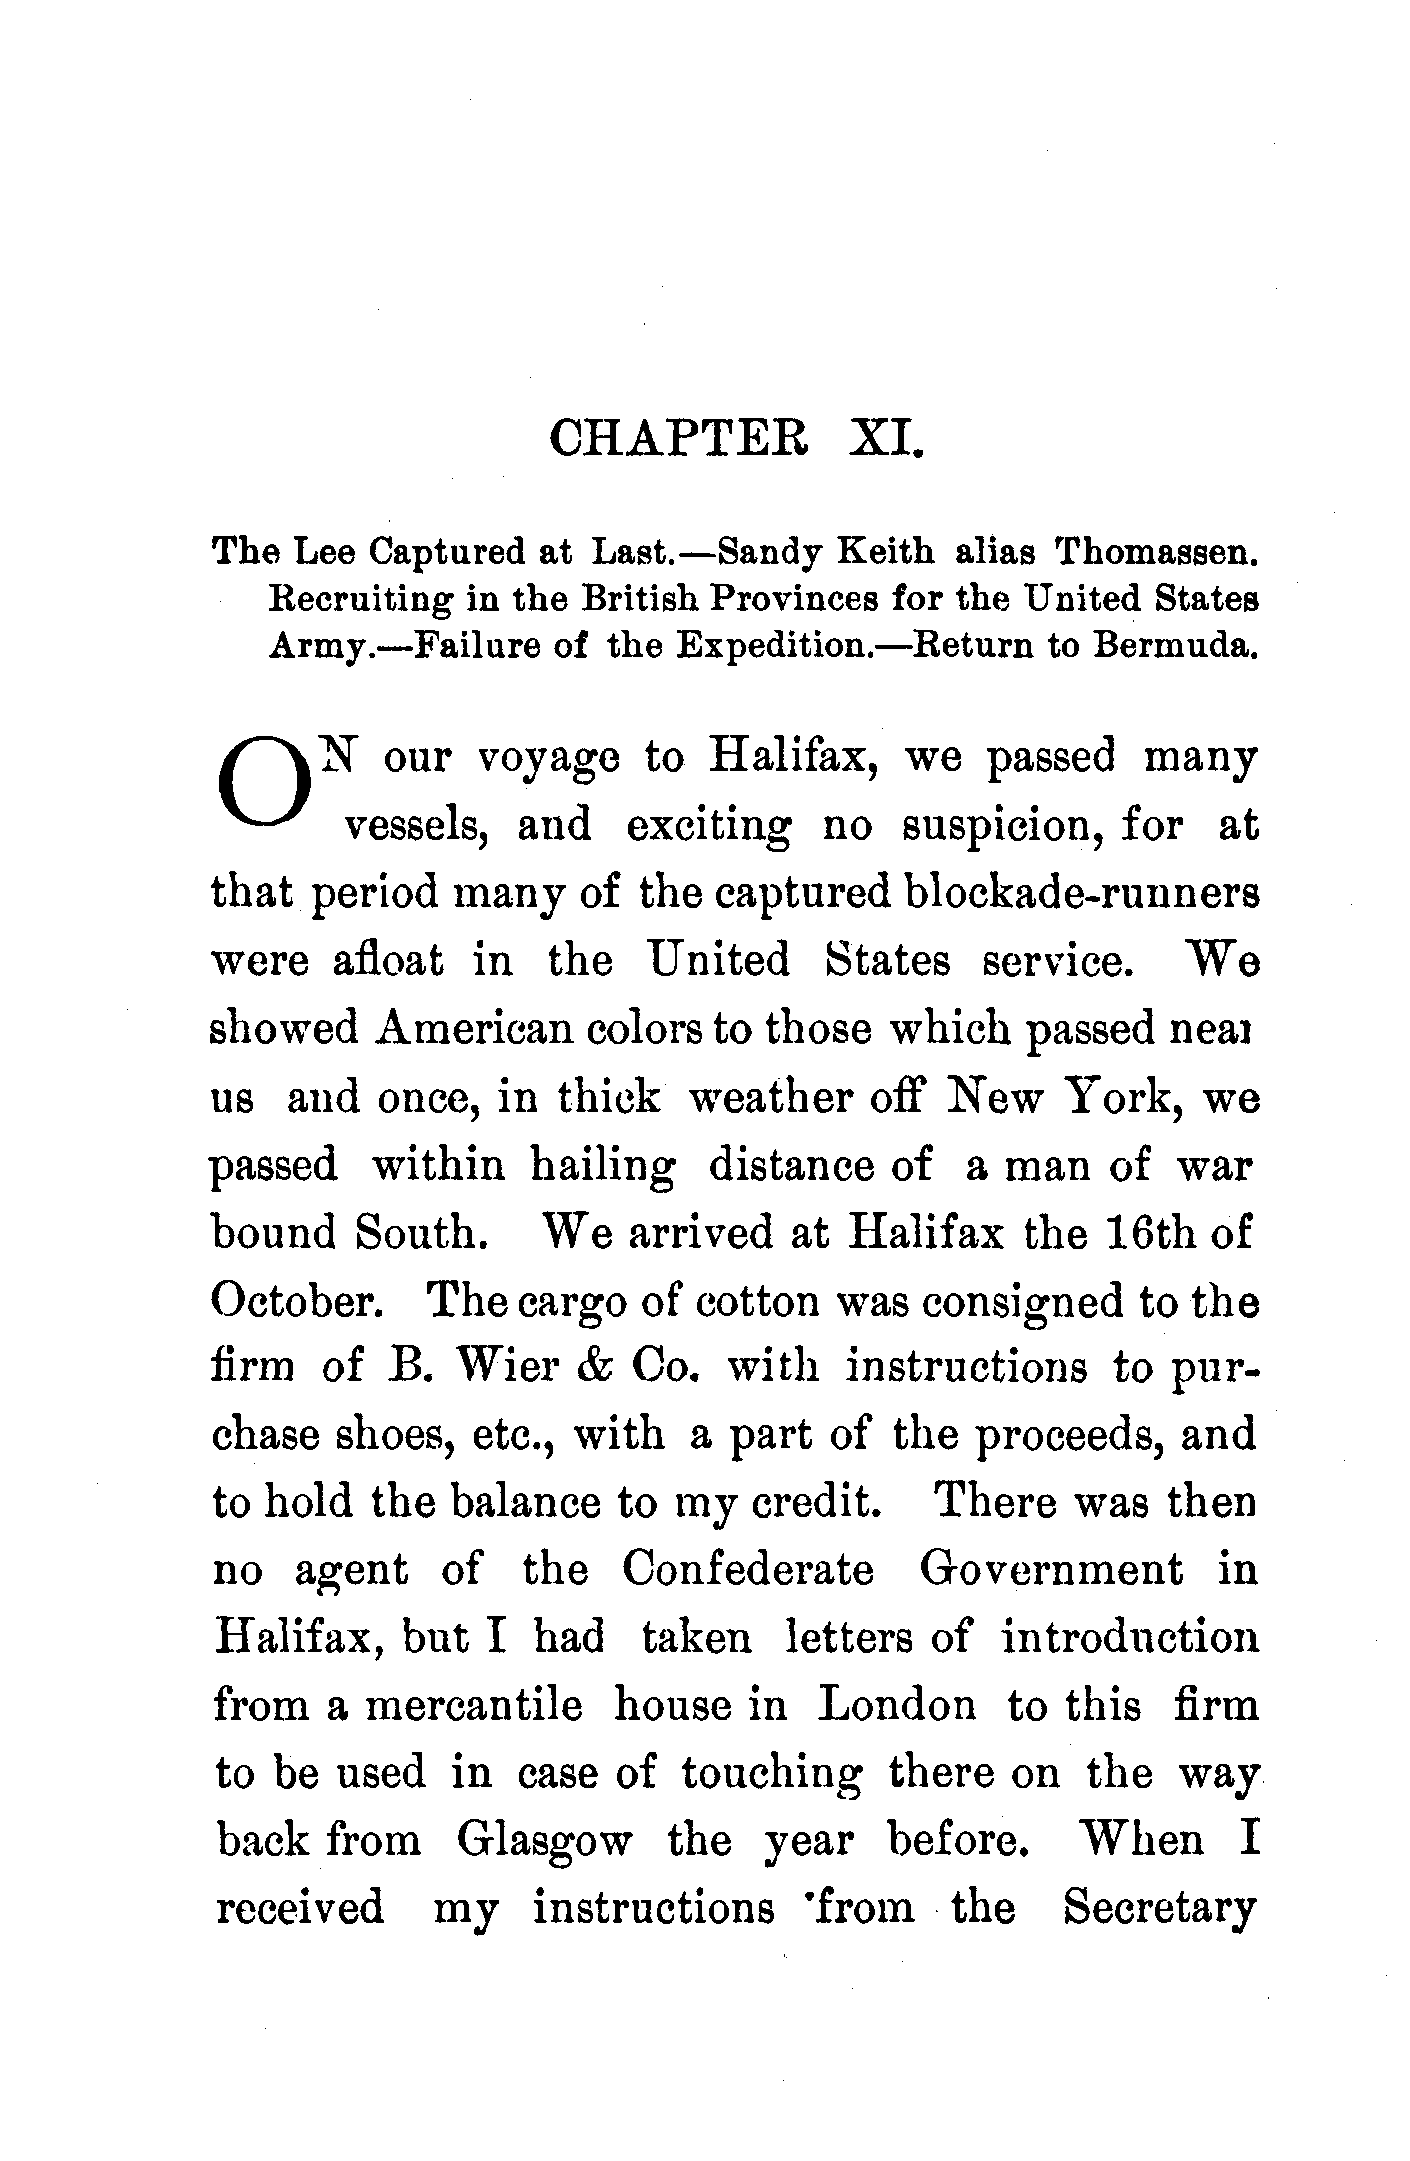 CHAPTER XI.
The Lee Captured at Last.—Sandy Keith alias Thomassen.
Recruiting in the British Provinces for the United States
Army.—Failure of the Expedition.—Return to Bermuda.
ON our voyage to Halifax, we passed many
vessels, and exciting no suspicion, for at
that period many of the captured blockade-runners
were afloat in the United States service. We
showed American colors to those which passed near
us and once, in thick weather off New York, we
passed within hailing distance of a man of war
bound South. We arrived at Halifax the 16th of
October. The cargo of cotton was consigned to the
firm of B. Wier & Co. with instructions to pur-
chase shoes, etc., with a part of the proceeds, and
to hold the balance to my credit. There was then
no agent of the Confederate Government in
Halifax, but I had taken letters of introduction
from a mercantile house in London to this firm
to be used in case of touching there on the way
back from Glasgow the year before. When I
received my instructions from the Secretary